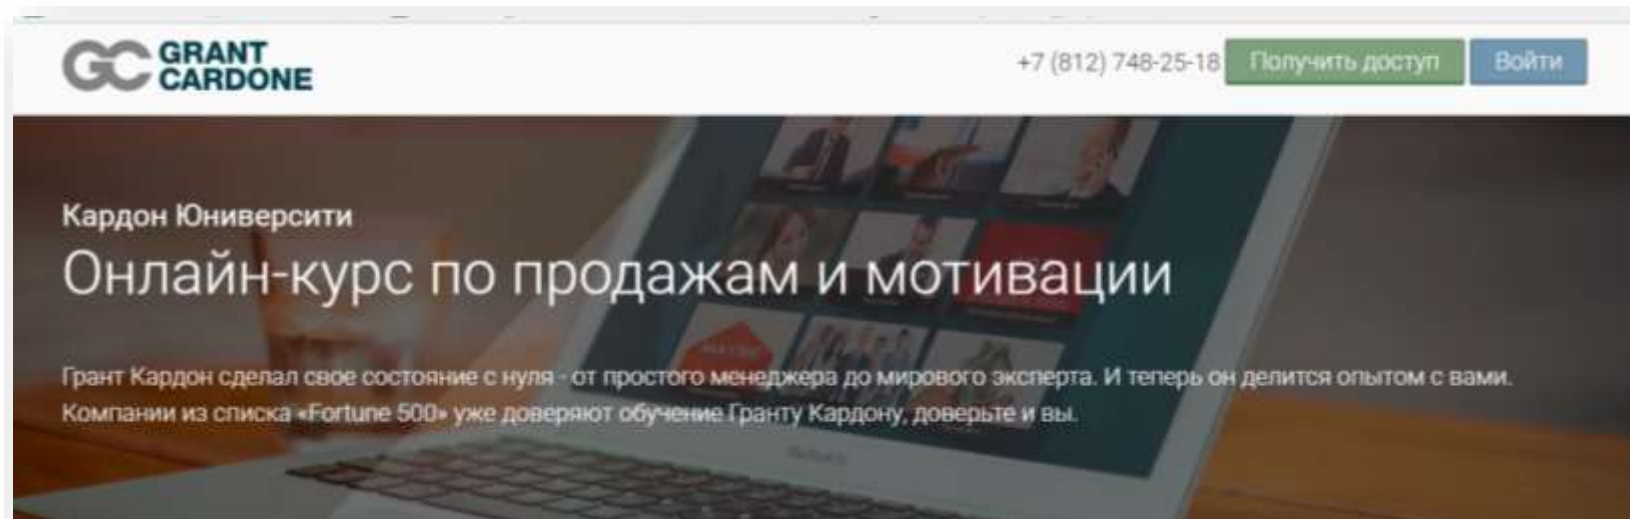 GRANT
CARDONE
+7 (812) 748-25-18
Получить доступ
Войти
Кардон Юниверсити
Онлайн-курс по продажам и мотивации
Грант Кардон сделал свое состояние с нуля - от простого менеджера до мирового эксперта. И теперь он делится опытом с вами.
Компании из списка «Fortune 500» уже доверяют обучение Гранту Кардону, доверьте и вы.